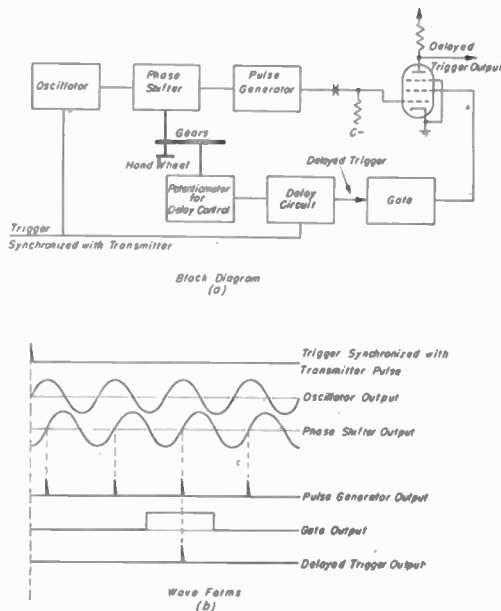 Delayed
Trigger Output
Oscillator
Phase
Shifter
Pulse
Generator
C-
Gears
Hand Wheel
Delayed Trigger
Potentiometer
for
Delay Control
Delay
Circuit
Gate
Trigger
Synchronized with Transmitter
Block Diagram
(a)
Trigger Synchronized with
Transmitter Pulse
Oscillator Output
Phase Shifter Output
Pulse Generator Output
Gate Output
Delayed Trigger Output
Wave Forms
(b)